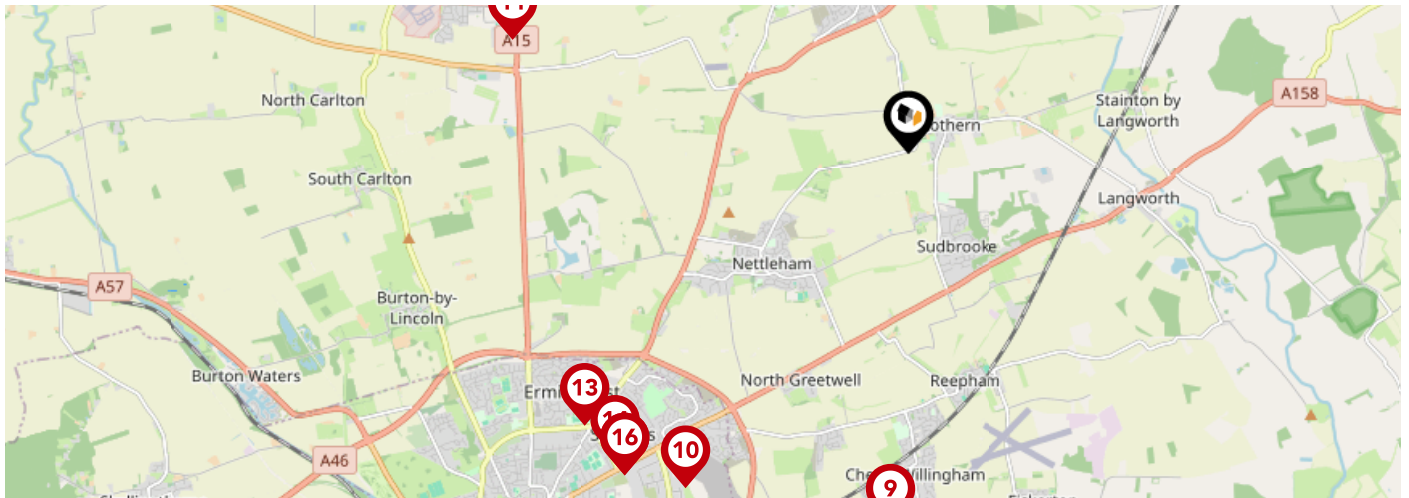 A15
North Carlton
A158
Stainton by
Langworth
South Carlton
Langworth
Sudbrooke
Nettleham
A57
Burton-by-
Lincoln
Burton Waters
North Greetwell
Reepham
13
16
10
A46
9